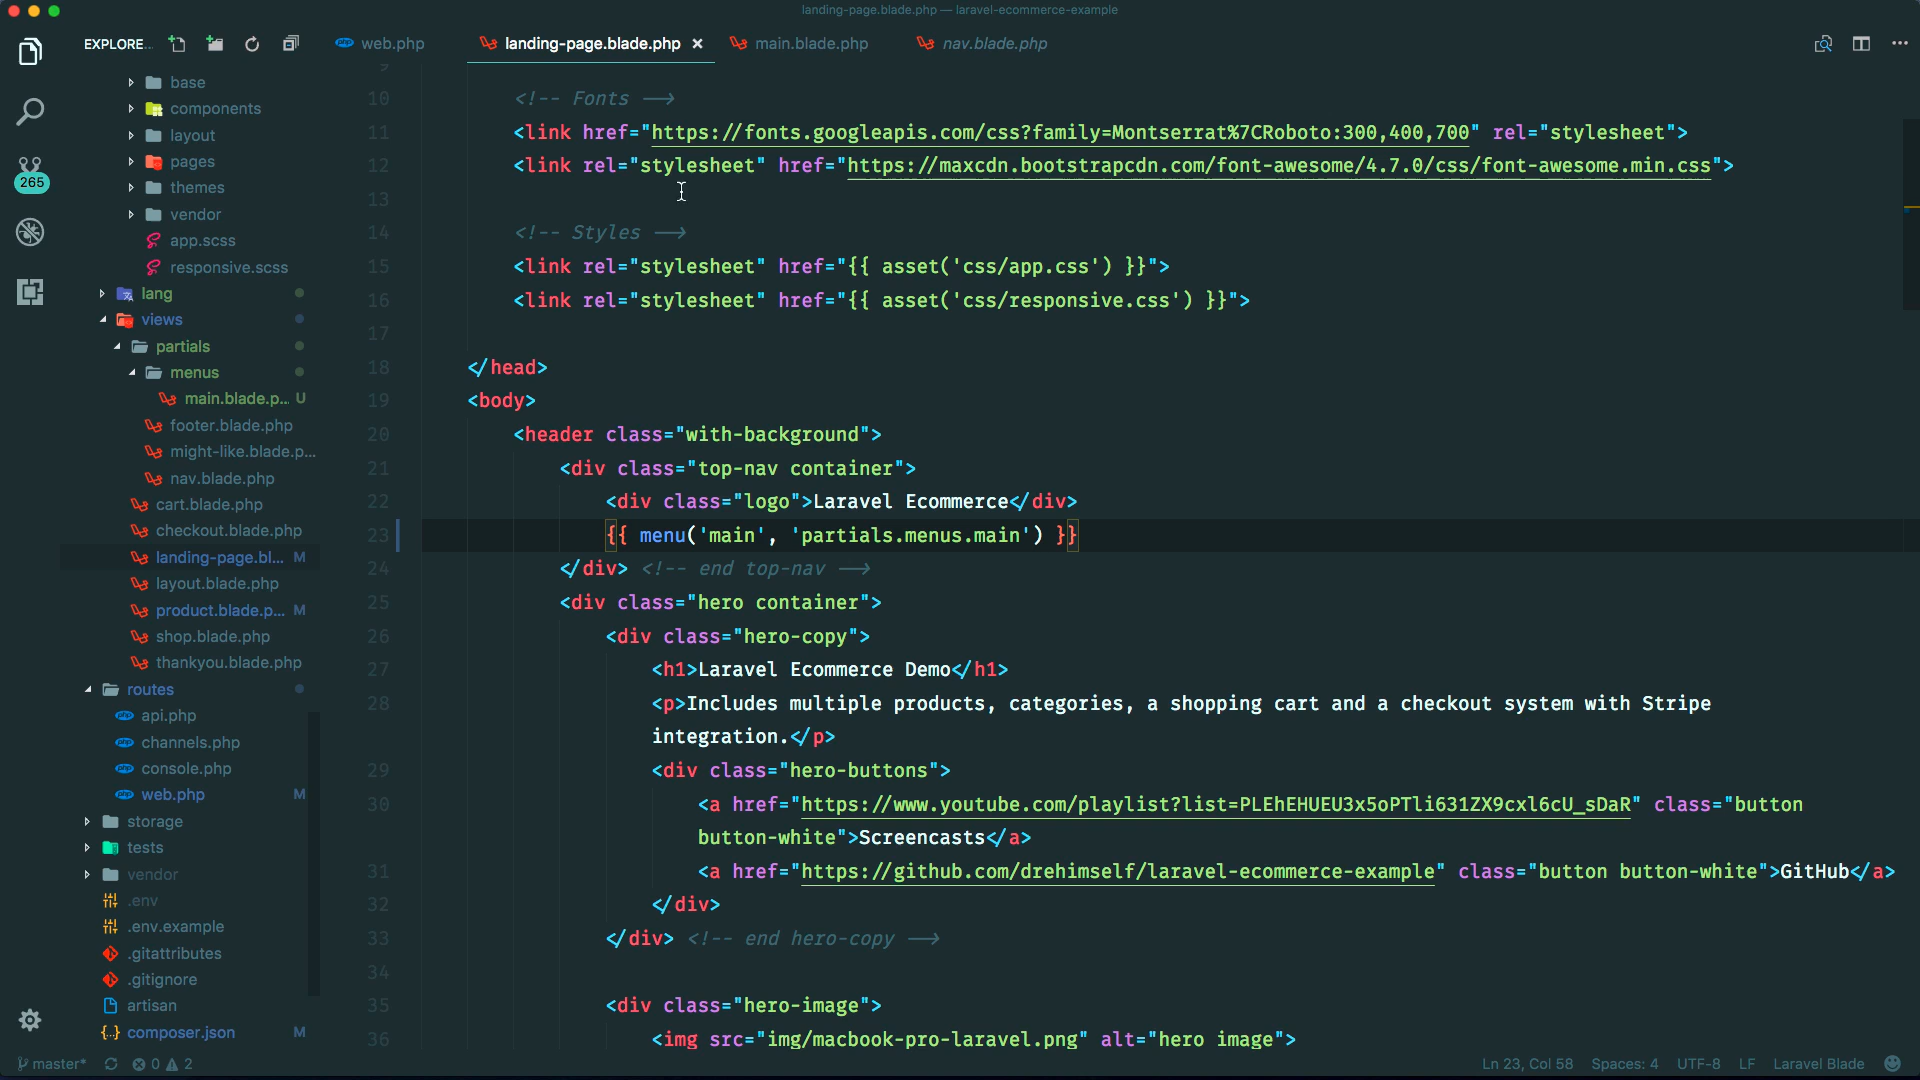 landing-page.blade.php — laravel-ecommerce-example
EXPLORE...
web.php
landing-page.blade.php ×
main.blade.php
nav.blade.php
base
components
layout
pages
themes
vendor
app.scss
responsive.scss
lang
views
partials
menus
main.blade.p... U
footer.blade.php
might-like.blade.p...
nav.blade.php
cart.blade.php
checkout.blade.php
landing-page.bl... M
layout.blade.php
product.blade.p... M
shop.blade.php
thankyou.blade.php
routes
api.php
channels.php
console.php
web.php M
storage
tests
vendor
.env
.env.example
.gitattributes
.gitignore
artisan
composer.json M
265
9
10 <!-- Fonts -->
11 <link href="https://fonts.googleapis.com/css?family=Montserrat%7CRoboto:300,400,700" rel="stylesheet">
12 <link rel="stylesheet" href="https://maxcdn.bootstrapcdn.com/font-awesome/4.7.0/css/font-awesome.min.css">
13
14 <!-- Styles -->
15 <link rel="stylesheet" href="{{ asset('css/app.css') }}">
16 <link rel="stylesheet" href="{{ asset('css/responsive.css') }}">
17
18 </head>
19 <body>
20 <header class="with-background">
21 <div class="top-nav container">
22 <div class="logo">Laravel Ecommerce</div>
23 {{ menu('main', 'partials.menus.main') }}
24 </div> <!-- end top-nav -->
25 <div class="hero container">
26 <div class="hero-copy">
27 <h1>Laravel Ecommerce Demo</h1>
28 <p>Includes multiple products, categories, a shopping cart and a checkout system with Stripe
integration.</p>
29 <div class="hero-buttons">
30 <a href="https://www.youtube.com/playlist?list=PLEhEHUEU3x5oPTli631ZX9cxl6cU_sDaR" class="button
button-white">Screencasts</a>
31 <a href="https://github.com/drehimself/laravel-ecommerce-example" class="button button-white">GitHub</a>
32 </div>
33 </div> <!-- end hero-copy -->
34
35 <div class="hero-image">
36 <img src="img/macbook-pro-laravel.png" alt="hero image">
master* 0 2
Ln 23, Col 58 Spaces: 4 UTF-8 LF Laravel Blade